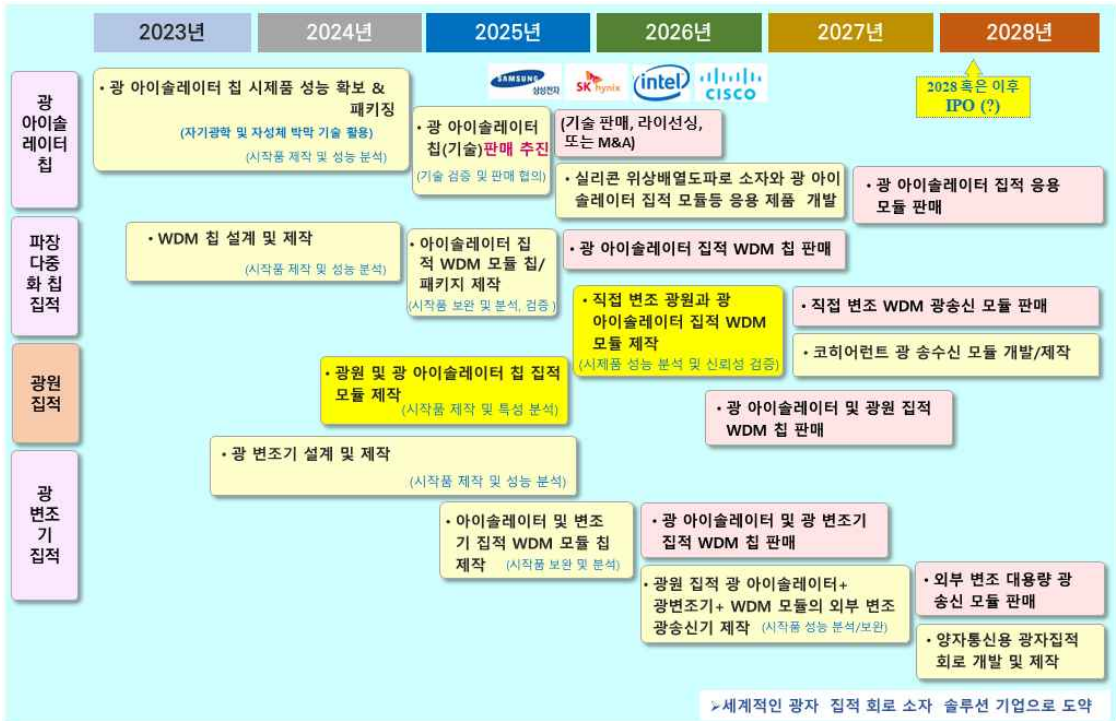 2023년
2024년
2025년
2026년
2027년
2028년
SAMSUNG
삼성전자
SK hynix
intel
CISCO
2028 혹은 이후
IPO (?)
광
아이솔
레이터
칩
• 광 아이솔레이터 칩 시제품 성능 확보 &
패키징
(자기광학 및 자성체 박막 기술 활용)
(시작품 제작 및 성능 분석)
• 광 아이솔레이터
칩(기술)판매 추진
(기술 검증 및 판매 협의)
(기술 판매, 라이선싱,
또는 M&A)
• 실리콘 위상배열도파로 소자와 광 아이
솔레이터 집적 모듈등 응용 제품 개발
• 광 아이솔레이터 집적 응용
모듈 판매
파장
다중
화 칩
집적
• WDM 칩 설계 및 제작
(시작품 제작 및 성능 분석)
• 아이솔레이터 집
적 WDM 모듈 칩/
패키지 제작
(시작품 보완 및 분석, 검증 )
• 광 아이솔레이터 집적 WDM 칩 판매
• 직접 변조 광원과 광
아이솔레이터 집적 WDM
모듈 제작
(시제품 성능 분석 및 신뢰성 검증)
• 직접 변조 WDM 광송신 모듈 판매
• 코히어런트 광 송수신 모듈 개발/제작
광원
집적
• 광원 및 광 아이솔레이터 칩 집적
모듈 제작
(시작품 제작 및 특성 분석)
• 광 아이솔레이터 및 광원 집적
WDM 칩 판매
광
변조
기
집적
• 광 변조기 설계 및 제작
(시작품 제작 및 성능 분석)
• 아이솔레이터 및 변조
기 집적 WDM 모듈 칩
제작 (시작품 보완 및 분석)
• 광 아이솔레이터 및 광 변조기
집적 WDM 칩 판매
• 광원 집적 광 아이솔레이터+
광변조기+ WDM 모듈의 외부 변조
광송신기 제작 (시작품 성능 분석/보완)
• 외부 변조 대용량 광
송신 모듈 판매
• 양자통신용 광자집적
회로 개발 및 제작
➢세계적인 광자 집적 회로 소자 솔루션 기업으로 도약